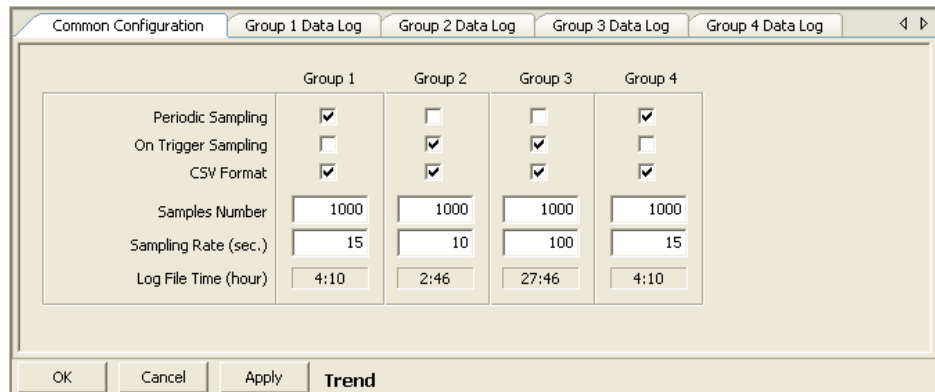 Common Configuration Group 1 Data Log Group 2 Data Log Group 3 Data Log Group 4 Data Log
Group 1 Group 2 Group 3 Group 4
Periodic Sampling
On Trigger Sampling
CSV Format
Samples Number 1000 1000 1000 1000
Sampling Rate (sec.) 15 10 100 15
Log File Time (hour) 4:10 2:46 27:46 4:10
OK Cancel Apply Trend